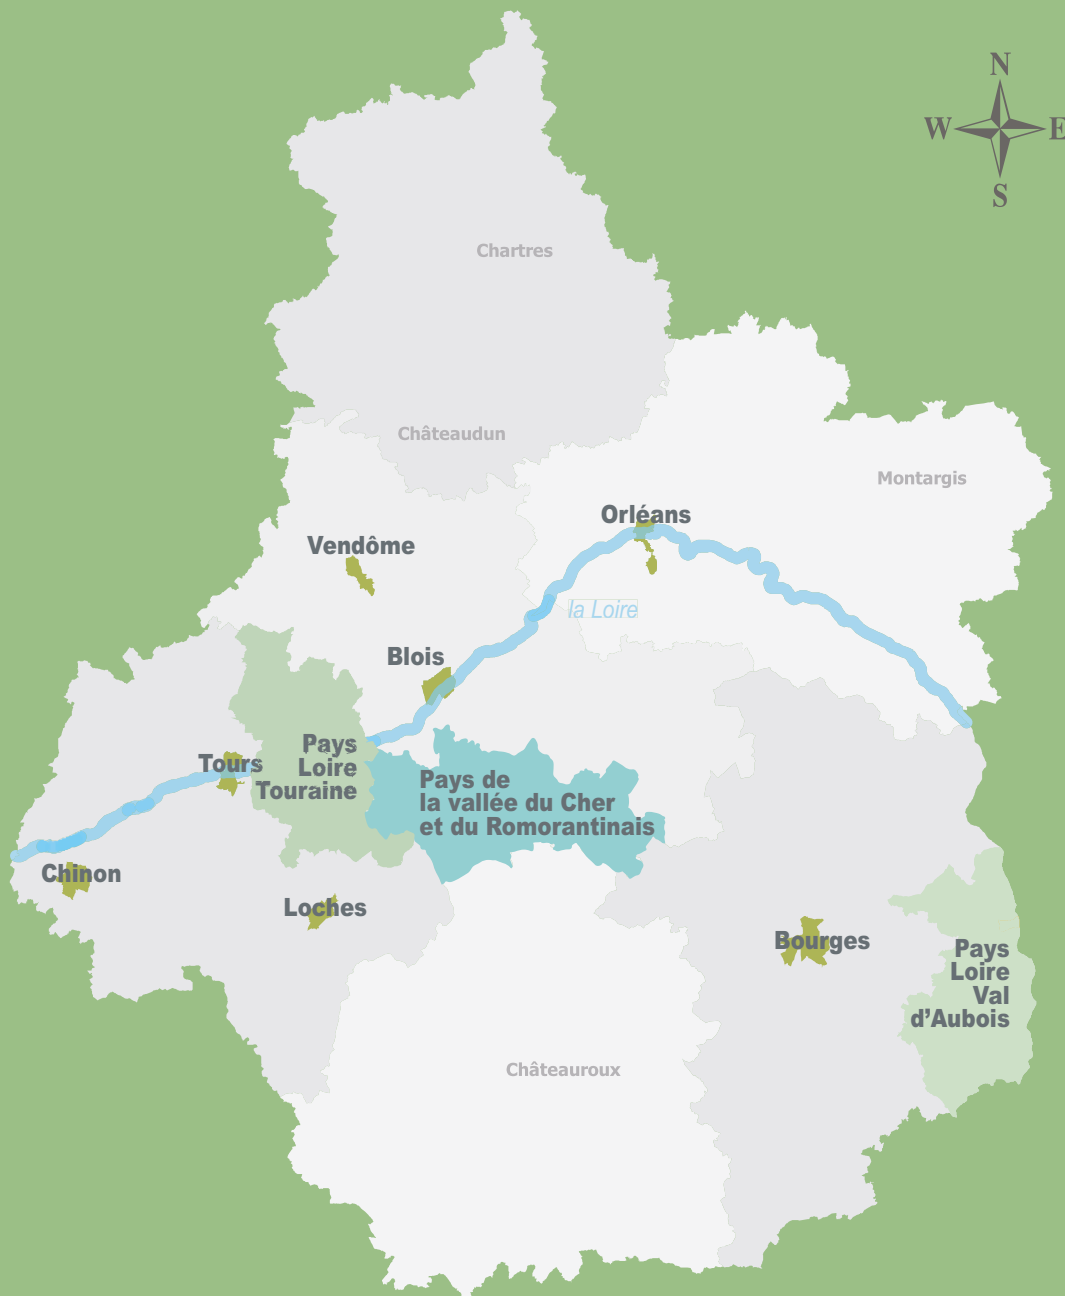 N
W E
S
Chartres
Châteaudun
Montargis
Orléans
Vendôme
la Loire
Blois
Pays
Loire
Touraine
Tours
Pays de
la vallée du Cher
et du Romorantinais
Chinon
Loches
Bourges
Pays
Loire
Val
d'Aubois
Châteauroux